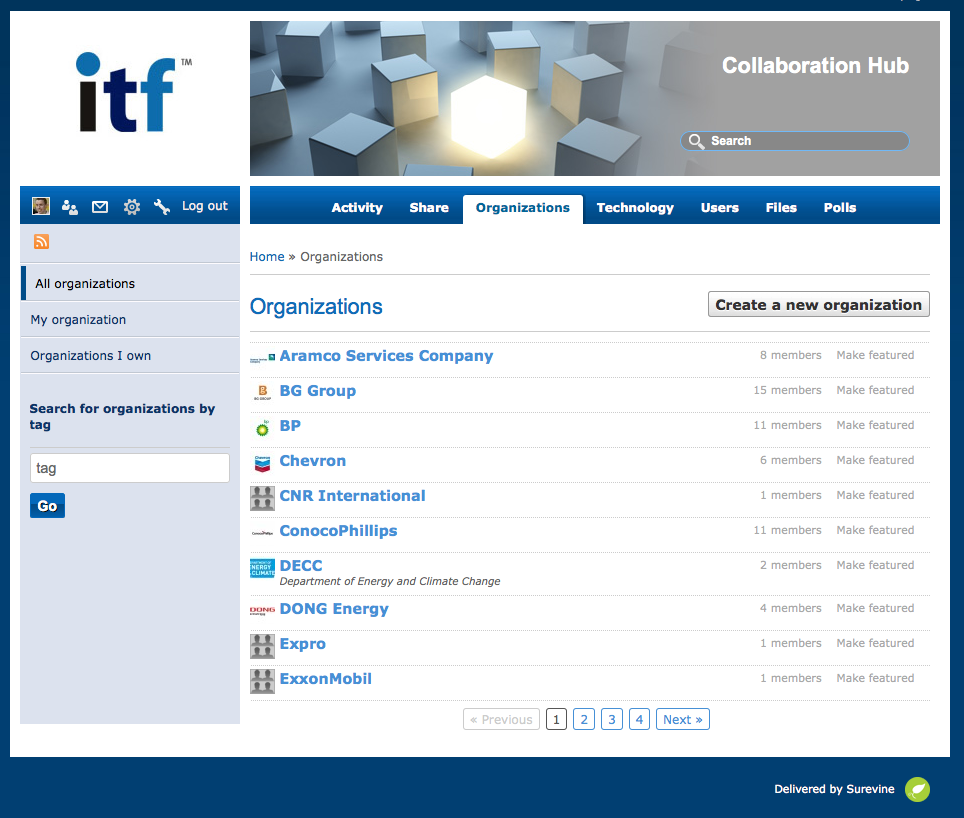 itf ™
Collaboration Hub
Search
Log out
Activity Share Organizations Technology Users Files Polls
All organizations
My organization
Organizations I own
Search for organizations by
tag
tag
Go
Home » Organizations
Organizations
Create a new organization
Aramco Services Company 8 members Make featured
BG Group 15 members Make featured
BP 11 members Make featured
Chevron 6 members Make featured
CNR International 1 members Make featured
ConocoPhillips 11 members Make featured
DECC 2 members Make featured
Department of Energy and Climate Change
DONG Energy 4 members Make featured
Expro 1 members Make featured
ExxonMobil 1 members Make featured
« Previous 1 2 3 4 Next »
Delivered by Surevine